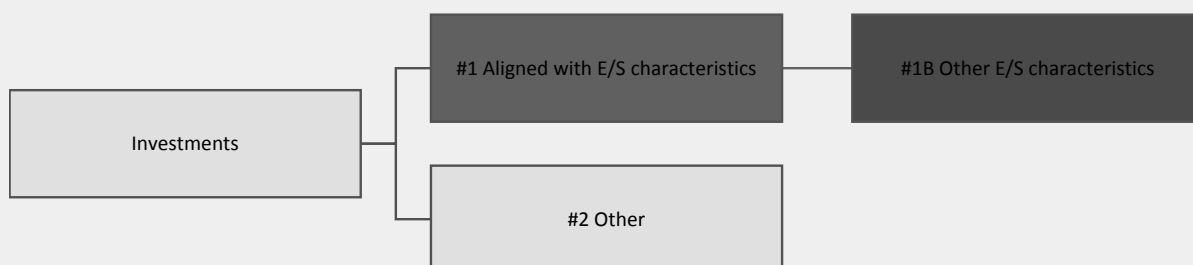 #1 Aligned with E/S characteristics
#1B Other E/S characteristics
Investments
#2 Other